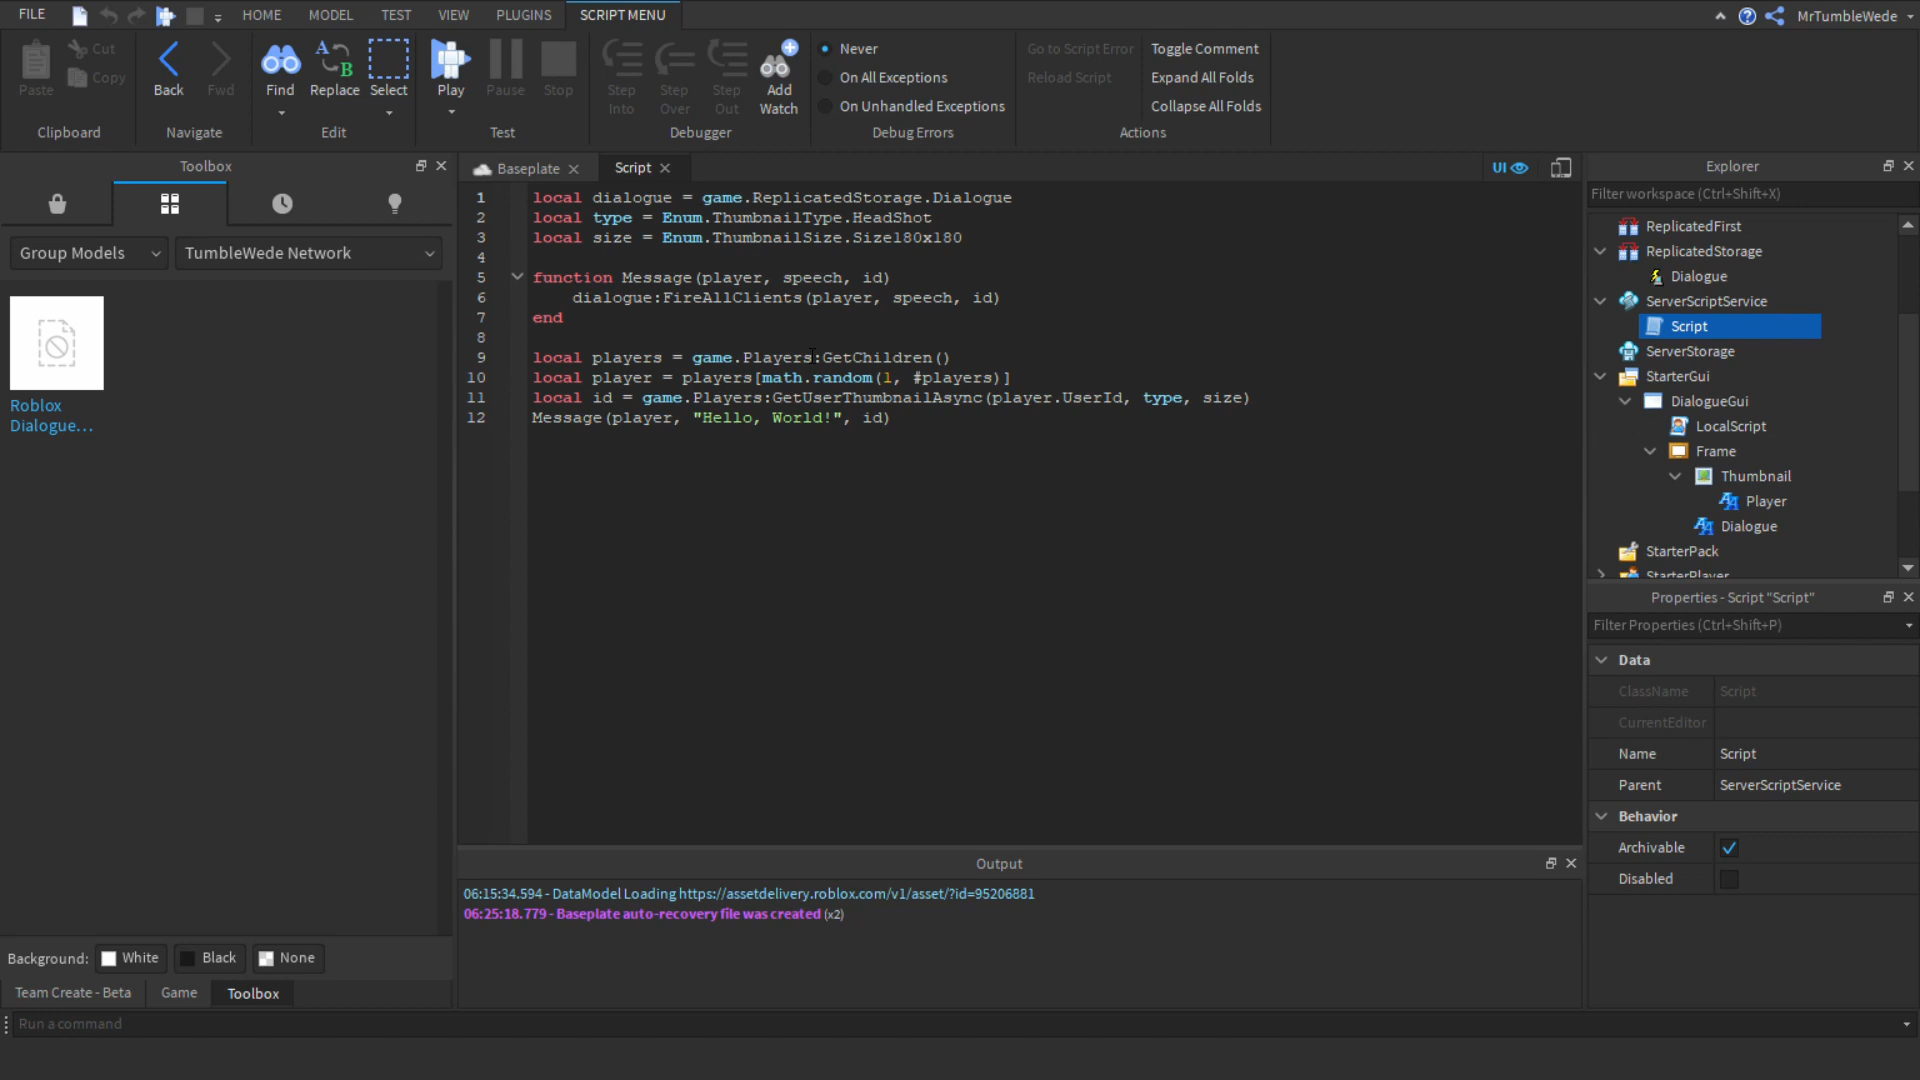 FILE HOME MODEL TEST VIEW PLUGINS SCRIPT MENU MrTumbleWede
Paste
Cut
Copy
Clipboard
Back Fwd
Navigate
Find Replace Select
Edit
Play Pause Stop
Test
Step Into Step Over Step Out Add Watch
Debugger
Never
On All Exceptions
On Unhandled Exceptions
Debug Errors
Go to Script Error Toggle Comment
Reload Script Expand All Folds
Collapse All Folds
Actions
Toolbox
Group Models TumbleWede Network
Roblox
Dialogue...
Background: White Black None
Team Create - Beta Game Toolbox
Run a command
Baseplate Script UI
1 local dialogue = game.ReplicatedStorage.Dialogue
2 local type = Enum.ThumbnailType.HeadShot
3 local size = Enum.ThumbnailSize.Size180x180
4
5 function Message(player, speech, id)
6 dialogue:FireAllClients(player, speech, id)
7 end
8
9 local players = game.Players:GetChildren()
10 local player = players[math.random(1, #players)]
11 local id = game.Players:GetUserThumbnailAsync(player.UserId, type, size)
12 Message(player, "Hello, World!", id)
Output
06:15:34.594 - DataModel Loading https://assetdelivery.roblox.com/v1/asset/?id=95206881
06:25:18.779 - Baseplate auto-recovery file was created (x2)
Explorer
Filter workspace (Ctrl+Shift+X)
ReplicatedFirst
ReplicatedStorage
Dialogue
ServerScriptService
Script
ServerStorage
StarterGui
DialogueGui
LocalScript
Frame
Thumbnail
Player
Dialogue
StarterPack
StarterPlayer
Properties - Script "Script"
Filter Properties (Ctrl+Shift+P)
Data
ClassName Script
CurrentEditor
Name Script
Parent ServerScriptService
Behavior
Archivable
Disabled